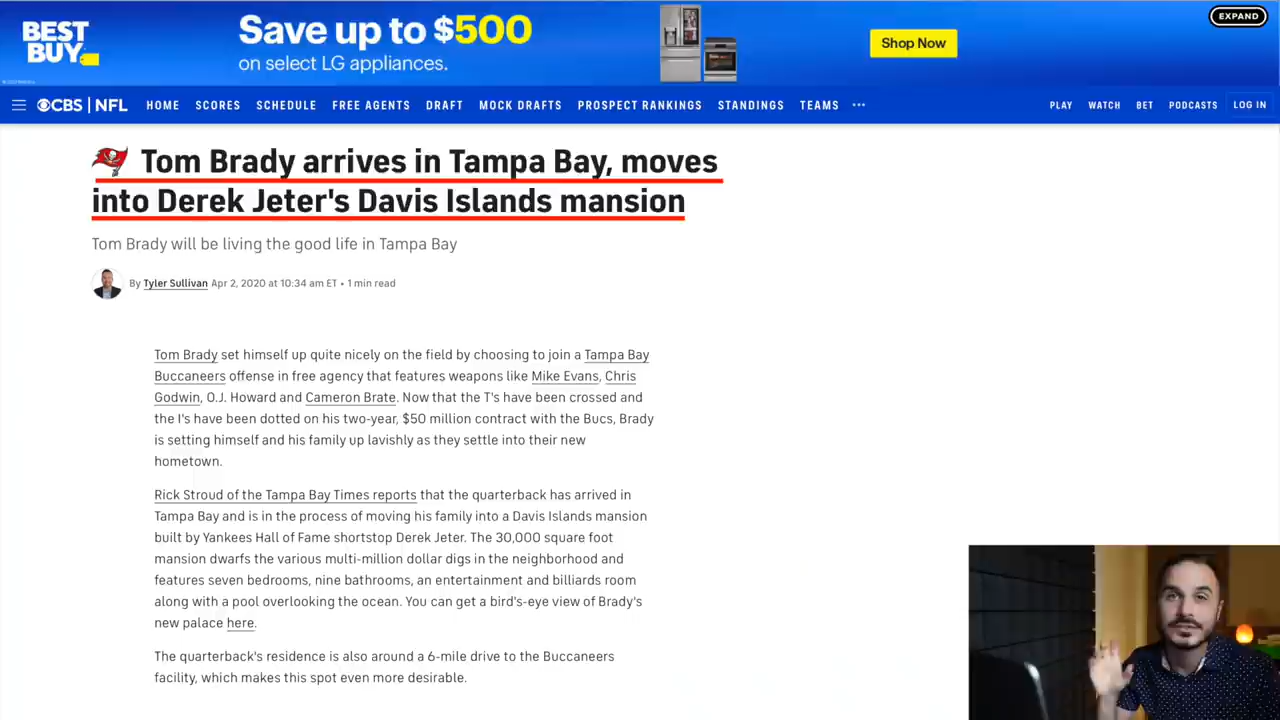 BEST
BUY
Save up to $500
on select LG appliances.
Shop Now
EXPAND
CBS | NFL HOME SCORES SCHEDULE FREE AGENTS DRAFT MOCK DRAFTS PROSPECT RANKINGS STANDINGS TEAMS ••• PLAY WATCH BET PODCASTS LOG IN
Tom Brady arrives in Tampa Bay, moves
into Derek Jeter's Davis Islands mansion
Tom Brady will be living the good life in Tampa Bay
By Tyler Sullivan Apr 2, 2020 at 10:34 am ET • 1 min read
Tom Brady set himself up quite nicely on the field by choosing to join a Tampa Bay
Buccaneers offense in free agency that features weapons like Mike Evans, Chris
Godwin, O.J. Howard and Cameron Brate. Now that the T's have been crossed and
the I's have been dotted on his two-year, $50 million contract with the Bucs, Brady
is setting himself and his family up lavishly as they settle into their new
hometown.
Rick Stroud of the Tampa Bay Times reports that the quarterback has arrived in
Tampa Bay and is in the process of moving his family into a Davis Islands mansion
built by Yankees Hall of Fame shortstop Derek Jeter. The 30,000 square foot
mansion dwarfs the various multi-million dollar digs in the neighborhood and
features seven bedrooms, nine bathrooms, an entertainment and billiards room
along with a pool overlooking the ocean. You can get a bird's-eye view of Brady's
new palace here.
The quarterback's residence is also around a 6-mile drive to the Buccaneers
facility, which makes this spot even more desirable.